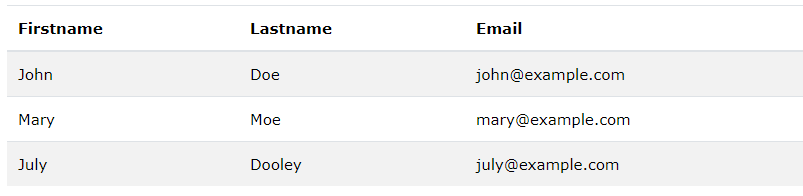 Firstname Lastname Email
John Doe john@example.com
Mary Moe mary@example.com
July Dooley july@example.com